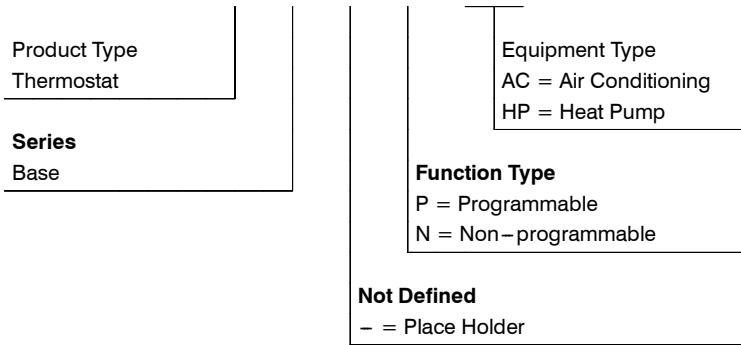 Product Type
Thermostat
Series
Base
Equipment Type
AC = Air Conditioning
HP = Heat Pump
Function Type
P = Programmable
N = Non-programmable
Not Defined
- = Place Holder